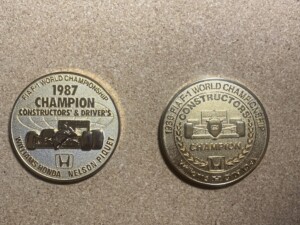 F.I.A.F-1 WORLD CHAMPIONSHIP
1987
CHAMPION
CONSTRUCTORS' & DRIVER'S
WILLIAMS HONDA NELSON PIQUET
F.I.A.F-1 WORLD CHAMPIONSHIP
CONSTRUCTORS'
CHAMPION